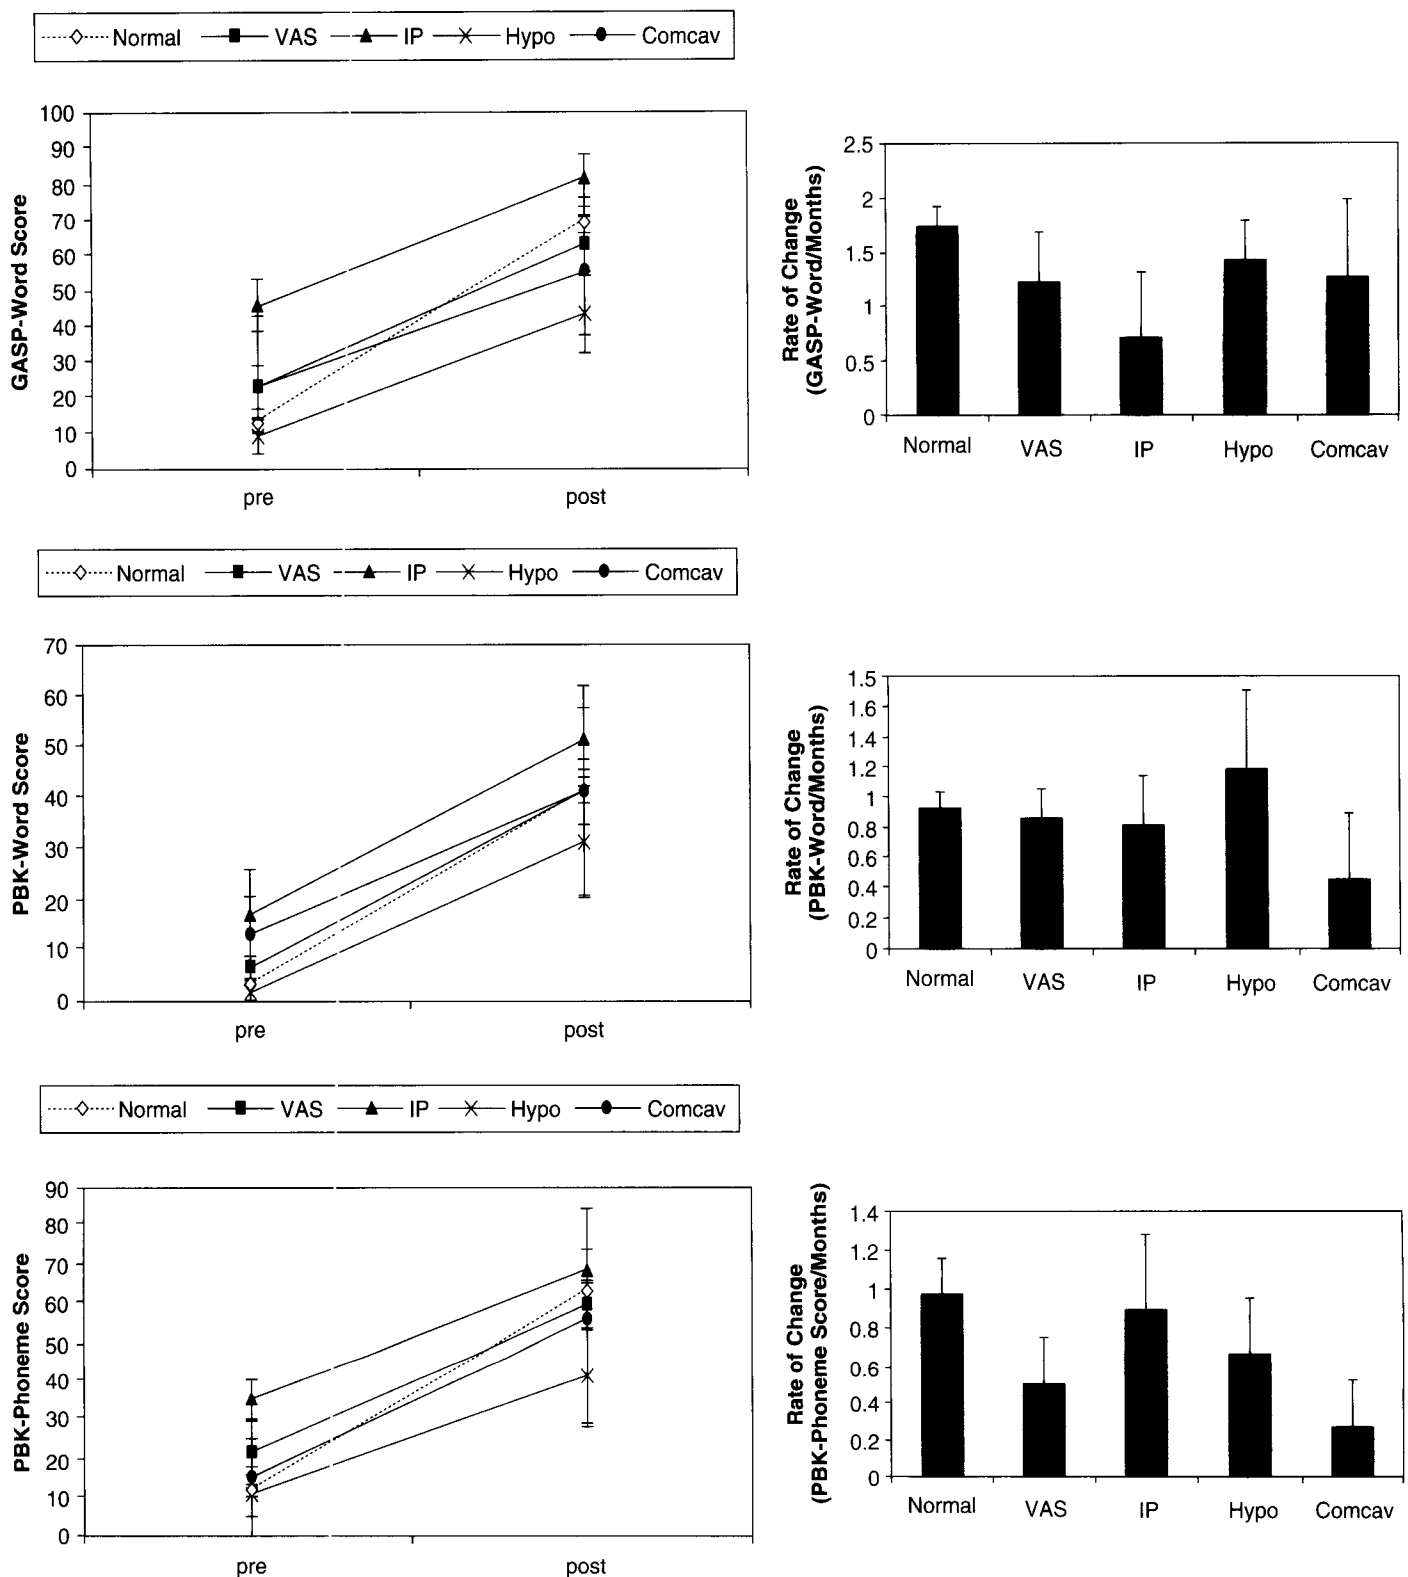 Normal VAS IP Hypo Comcav
GASP-Word Score
100
90
80
70
60
50
40
30
20
10
0
pre post
Rate of Change
(GASP-Word/Months)
2.5
2
1.5
1
0.5
0
Normal VAS IP Hypo Comcav
Normal VAS IP Hypo Comcav
PBK-Word Score
70
60
50
40
30
20
10
0
pre post
Rate of Change
(PBK-Word/Months)
1.5
1.6
1.4
1.2
1
0.8
0.6
0.4
0.2
0
Normal VAS IP Hypo Comcav
Normal VAS IP Hypo Comcav
PBK-Phoneme Score
90
80
70
60
50
40
30
20
10
0
pre post
Rate of Change
(PBK-Phoneme Score/Months)
1.4
1.2
1
0.8
0.6
0.4
0.2
0
Normal VAS IP Hypo Comcav